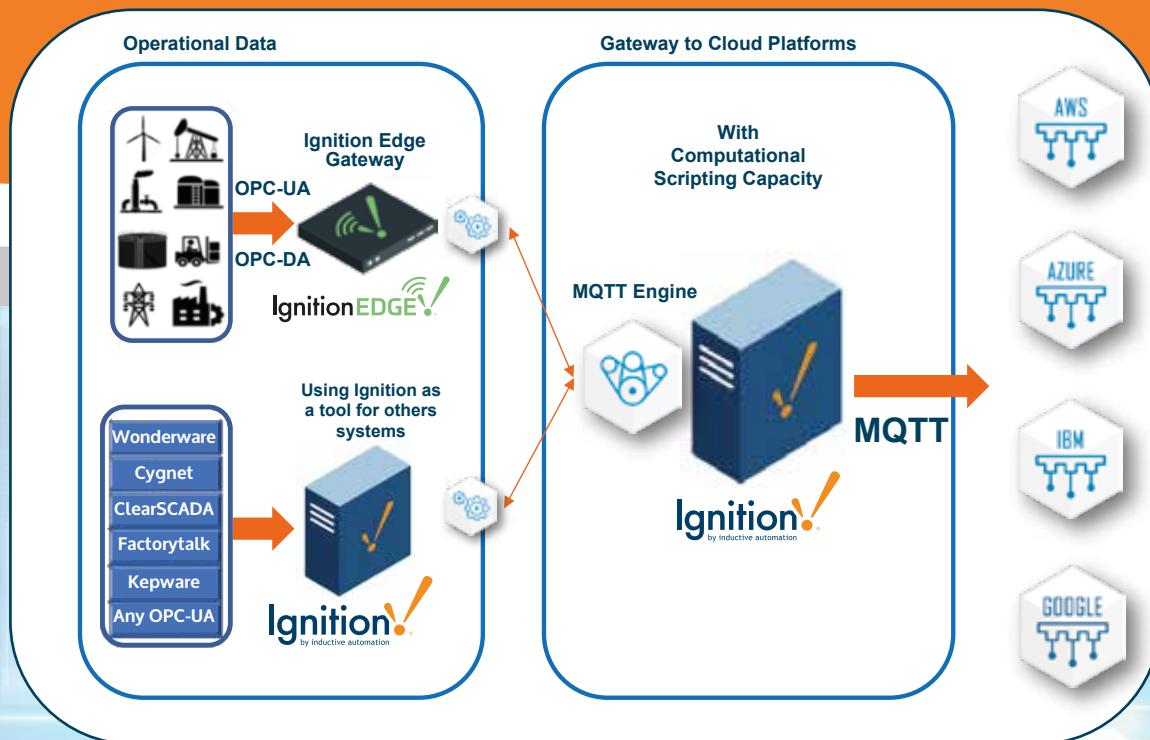 Operational Data
Gateway to Cloud Platforms
Ignition Edge
Gateway
OPC-UA
OPC-DA
Ignition EDGE
Using Ignition as
a tool for others
systems
Wonderware
Cygnet
ClearSCADA
Factorytalk
Kepware
Any OPC-UA
Ignition
by inductive automation
With
Computational
Scripting Capacity
MQTT Engine
Ignition
by inductive automation
MQTT
AWS
AZURE
IBM
GOOGLE